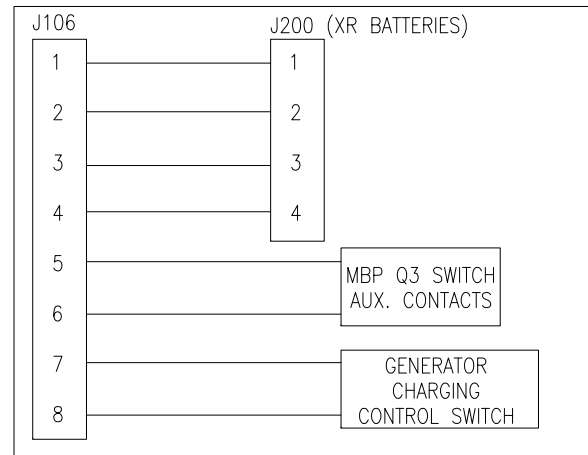 J106
J200 (XR BATTERIES)
1
1
2
2
3
3
4
4
5
MBP Q3 SWITCH
AUX. CONTACTS
6
7
GENERATOR
CHARGING
CONTROL SWITCH
8